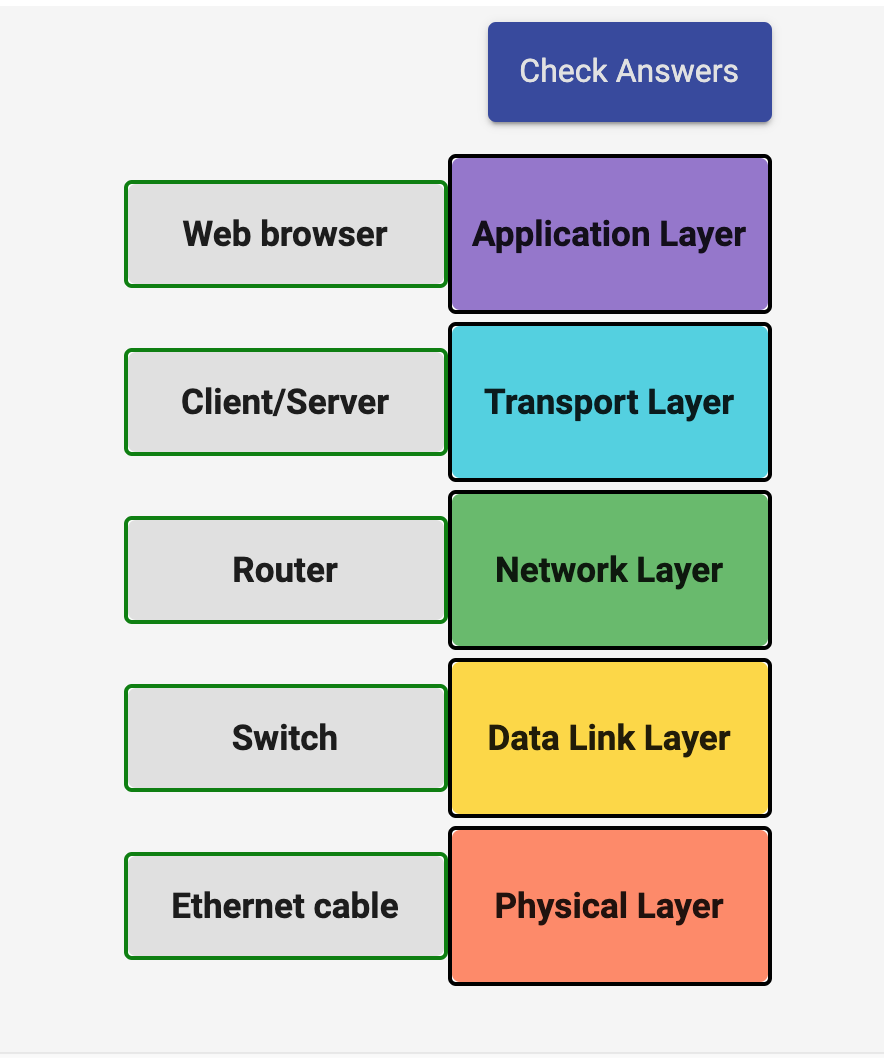 Check Answers
Web browser
Application Layer
Client/Server
Transport Layer
Router
Network Layer
Switch
Data Link Layer
Ethernet cable
Physical Layer